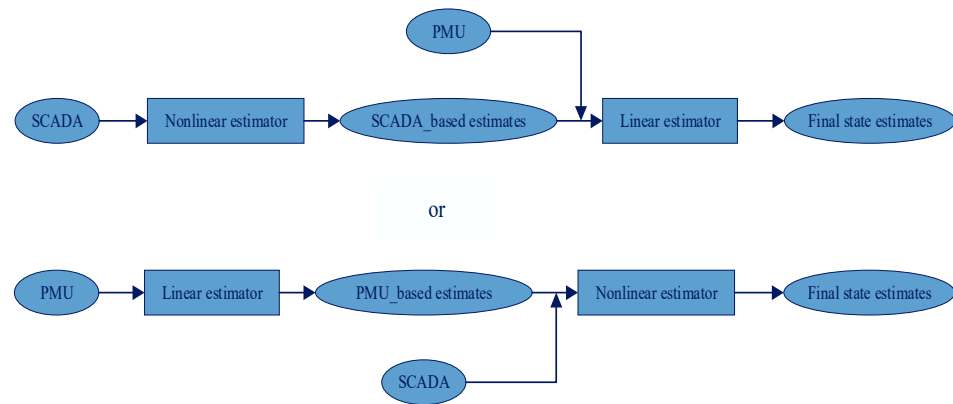 PMU
SCADA
Nonlinear estimator
SCADA_based estimates
Linear estimator
Final state estimates
or
PMU
Linear estimator
PMU_based estimates
Nonlinear estimator
Final state estimates
SCADA